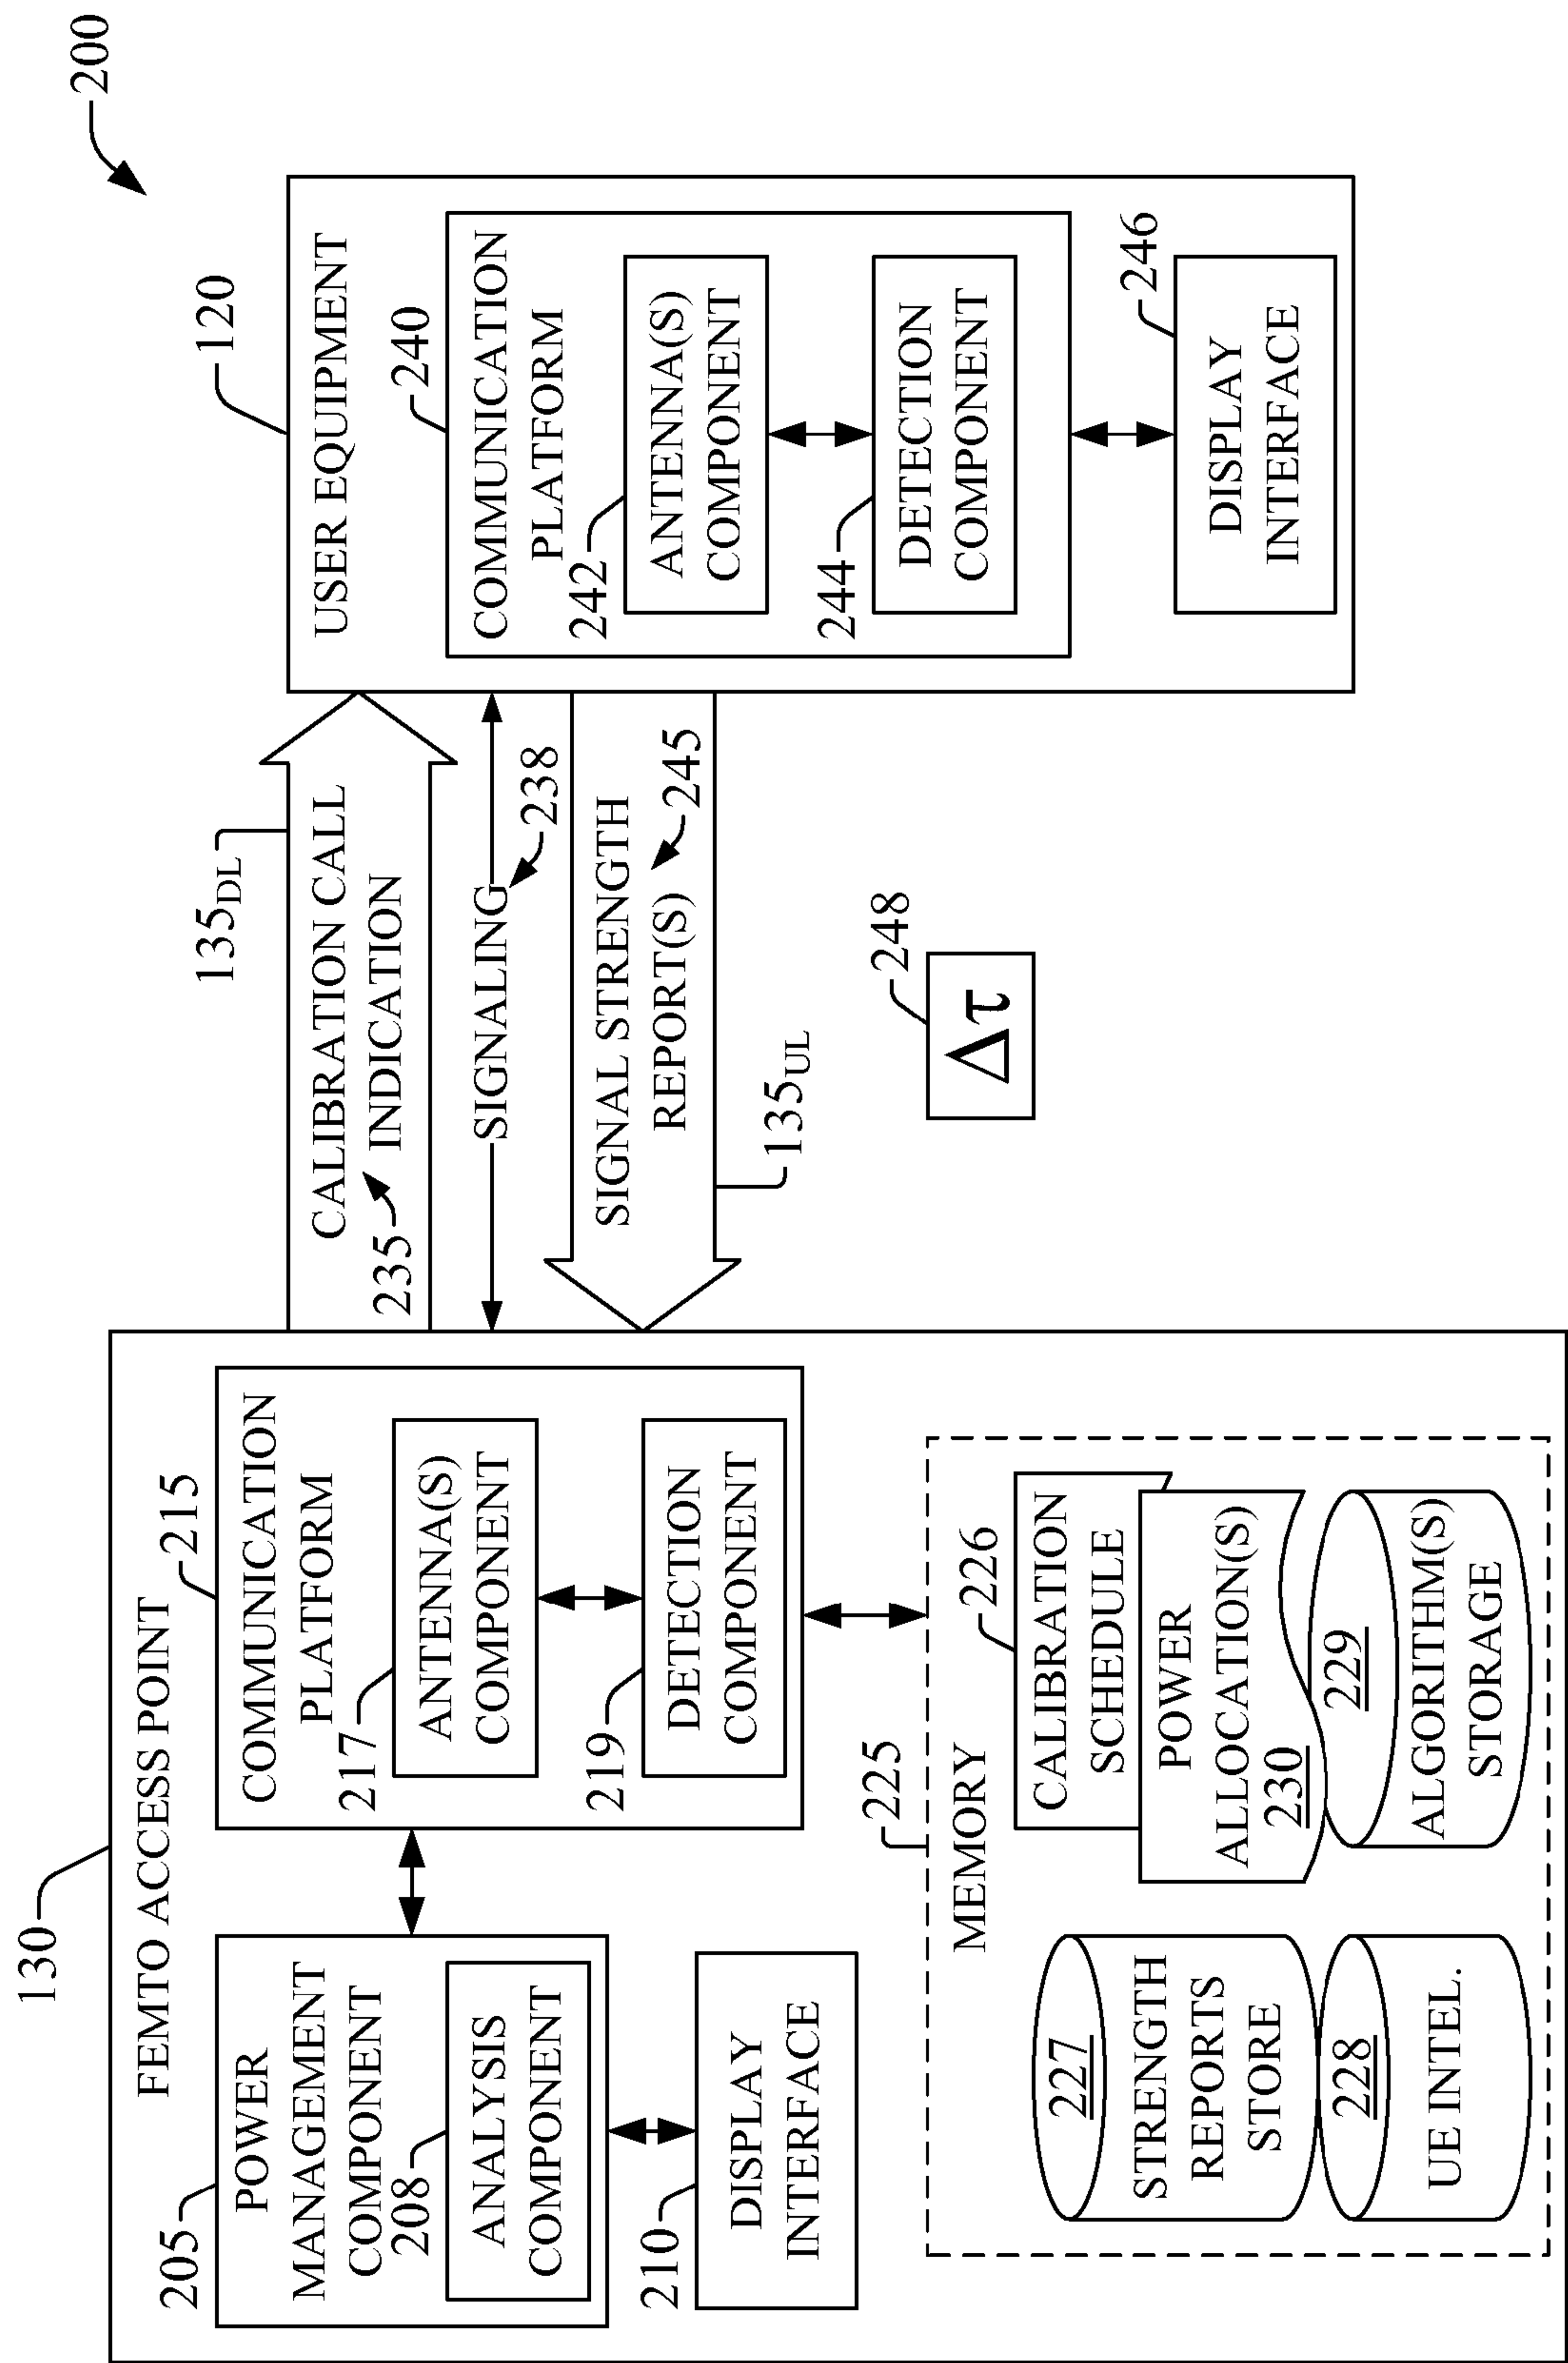 200
130
FEMTO ACCESS POINT
205
POWER
MANAGEMENT
COMPONENT
208
ANALYSIS
COMPONENT
210
DISPLAY
INTERFACE
215
COMMUNICATION
PLATFORM
217
ANTENNA(S)
COMPONENT
219
DETECTION
COMPONENT
225
MEMORY
227
STRENGTH
REPORTS
STORE
228
UE INTEL.
226
CALIBRATION
SCHEDULE
POWER
ALLOCATION(S)
230
229
ALGORITHM(S)
STORAGE
135DL
CALIBRATION CALL
235 INDICATION
SIGNALING
238
SIGNAL STRENGTH
REPORT(S) 245
135UL
248
Δτ
120
USER EQUIPMENT
240
COMMUNICATION
PLATFORM
242
ANTENNA(S)
COMPONENT
244
DETECTION
COMPONENT
246
DISPLAY
INTERFACE